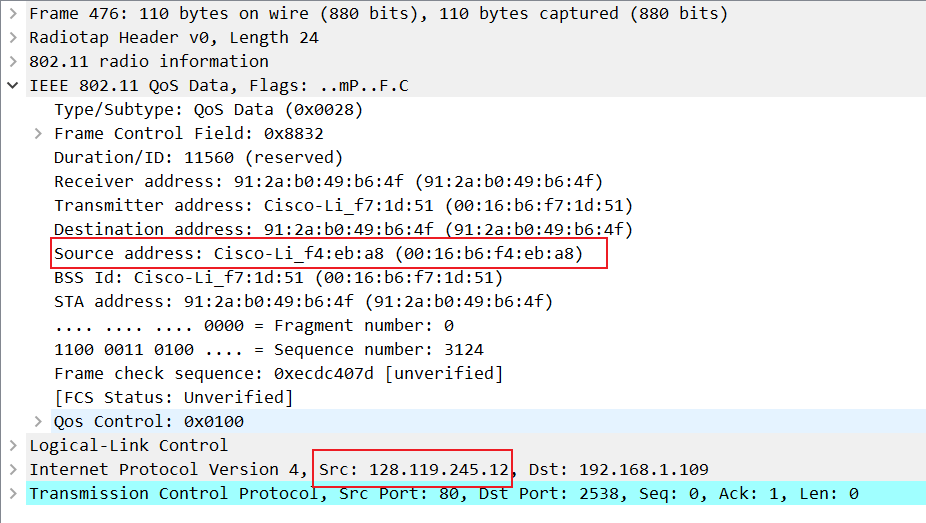 Frame 476: 110 bytes on wire (880 bits), 110 bytes captured (880 bits)
Radiotap Header v0, Length 24
802.11 radio information
IEEE 802.11 QoS Data, Flags: ..mP..F.C
Type/Subtype: QoS Data (0x0028)
Frame Control Field: 0x8832
Duration/ID: 11560 (reserved)
Receiver address: 91:2a:b0:49:b6:4f (91:2a:b0:49:b6:4f)
Transmitter address: Cisco-Li_f7:1d:51 (00:16:b6:f7:1d:51)
Destination address: 91:2a:b0:49:b6:4f (91:2a:b0:49:b6:4f)
Source address: Cisco-Li_f4:eb:a8 (00:16:b6:f4:eb:a8)
BSS Id: Cisco-Li_f7:1d:51 (00:16:b6:f7:1d:51)
STA address: 91:2a:b0:49:b6:4f (91:2a:b0:49:b6:4f)
.... .... .... 0000 = Fragment number: 0
1100 0011 0100 .... = Sequence number: 3124
Frame check sequence: 0xecdc407d [unverified]
[FCS Status: Unverified]
Qos Control: 0x0100
Logical-Link Control
Internet Protocol Version 4, Src: 128.119.245.12, Dst: 192.168.1.109
Transmission Control Protocol, Src Port: 80, Dst Port: 2538, Seq: 0, Ack: 1, Len: 0